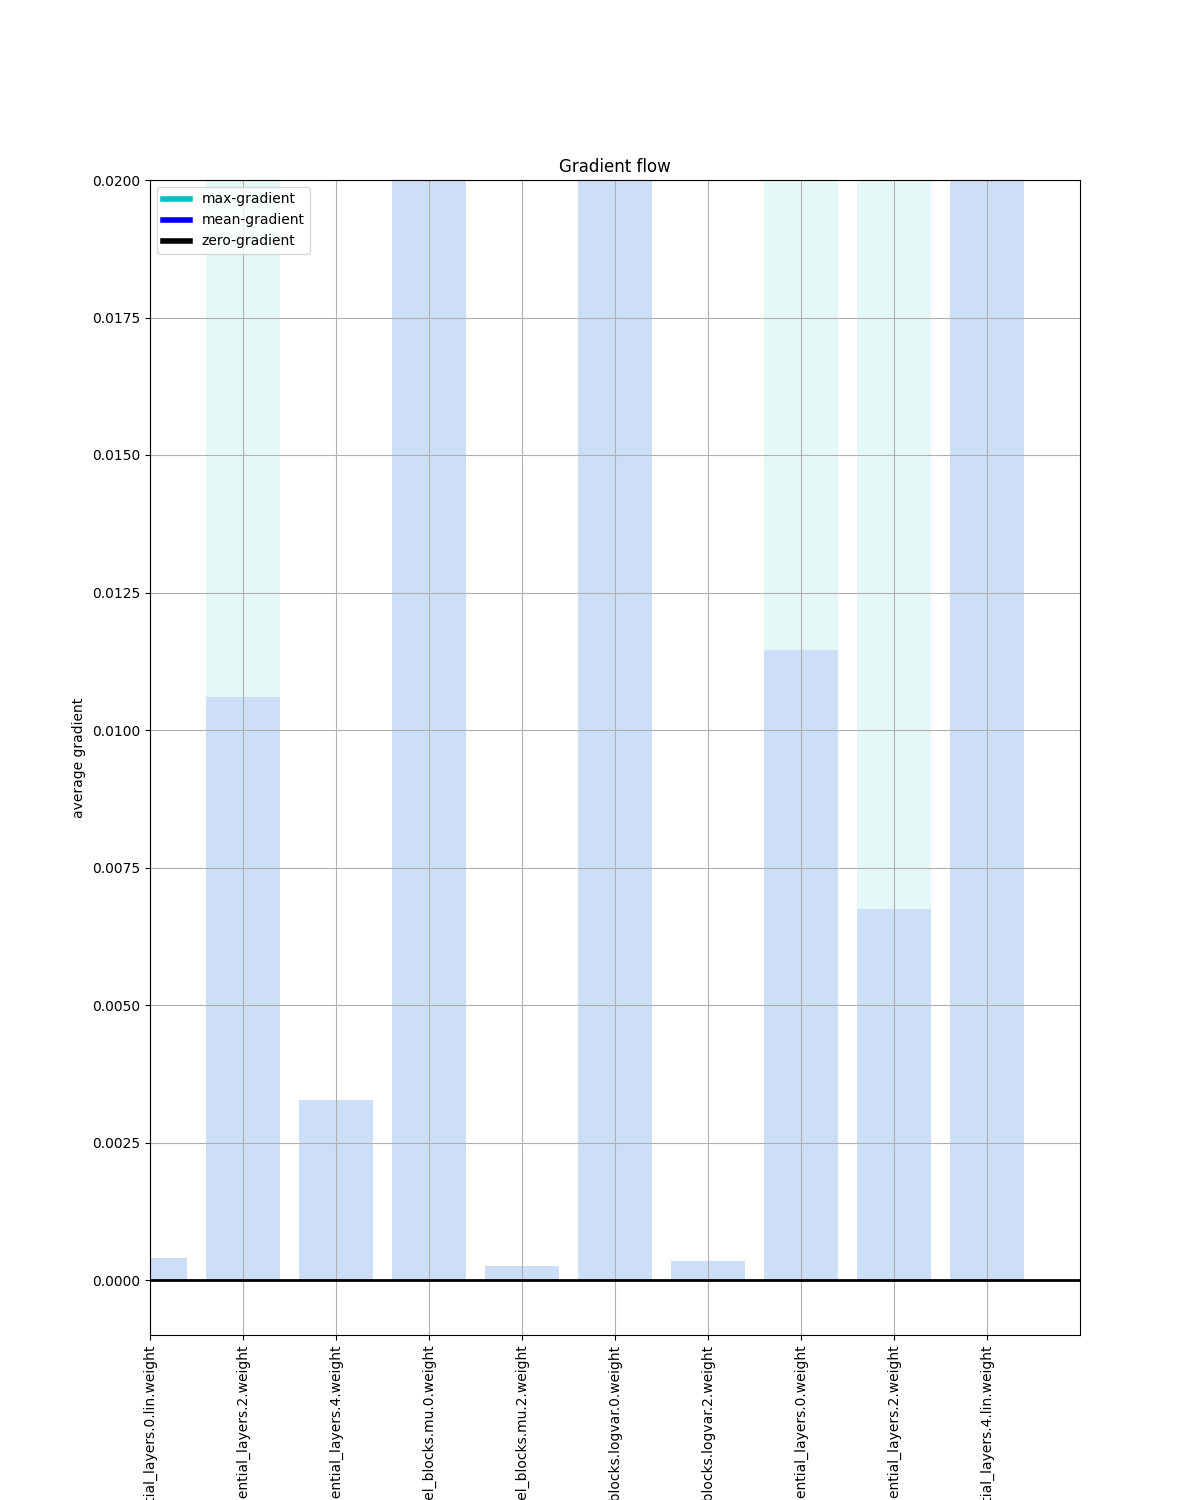 Gradient flow
max-gradient
mean-gradient
zero-gradient
0.0200
0.0175
0.0150
0.0125
0.0100
0.0075
0.0050
0.0025
0.0000
average gradient
tial_layers.0.lin.weight
ential_layers.2.weight
ential_layers.4.weight
el_blocks.mu.0.weight
el_blocks.mu.2.weight
blocks.logvar.0.weight
blocks.logvar.2.weight
ential_layers.0.weight
ential_layers.2.weight
tial_layers.4.lin.weight